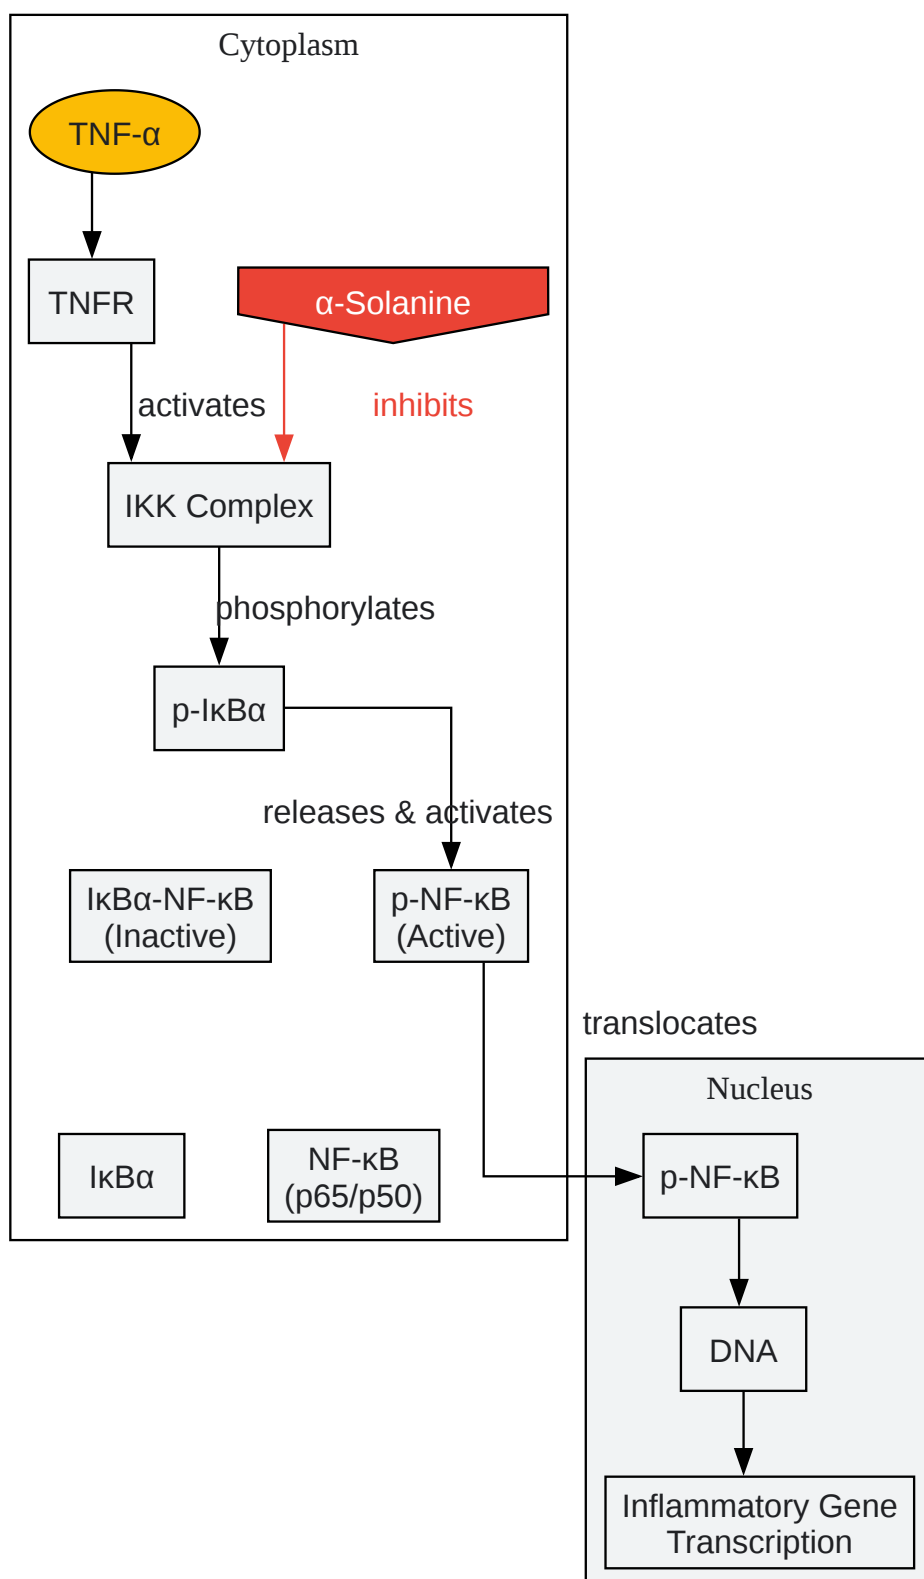 Cytoplasm
TNF-α
TNFR
α-Solanine
activates
inhibits
IKK Complex
phosphorylates
p-IκBα
releases & activates
IκBα-NF-κB
(Inactive)
p-NF-κB
(Active)
translocates
Nucleus
IκBα
NF-κB
(p65/p50)
p-NF-κB
DNA
Inflammatory Gene
Transcription